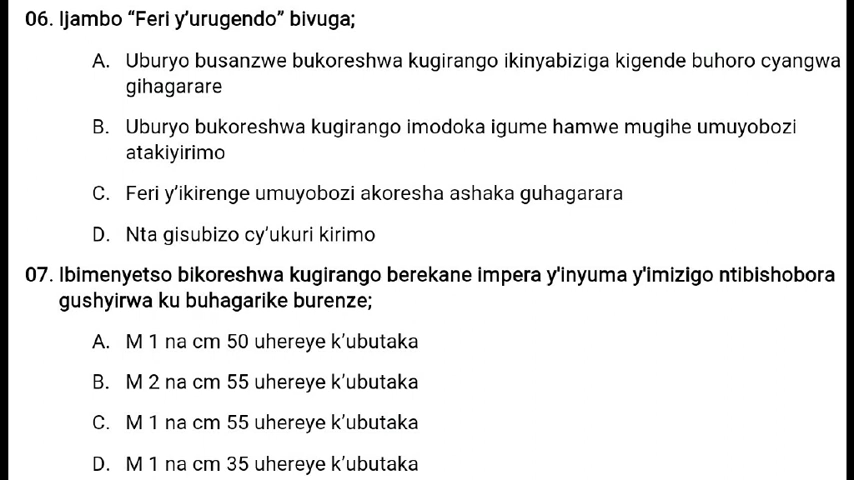 06. Ijambo “Feri y’urugendo” bivuga;
A. Uburyo busanzwe bukoreshwa kugirango ikinyabiziga kigende buhoro cyangwa
gihagarare
B. Uburyo bukoreshwa kugirango imodoka igume hamwe mugihe umuyobozi
atakiyirimo
C. Feri y’ikirenge umuyobozi akoresha ashaka guhagarara
D. Nta gisubizo cy’ukuri kirimo
07. Ibimenyetso bikoreshwa kugirango berekane impera y'inyuma y'imizigo ntibishobora
gushyirwa ku buhagarike burenze;
A. M 1 na cm 50 uhereye k’ubutaka
B. M 2 na cm 55 uhereye k’ubutaka
C. M 1 na cm 55 uhereye k’ubutaka
D. M 1 na cm 35 uhereye k’ubutaka